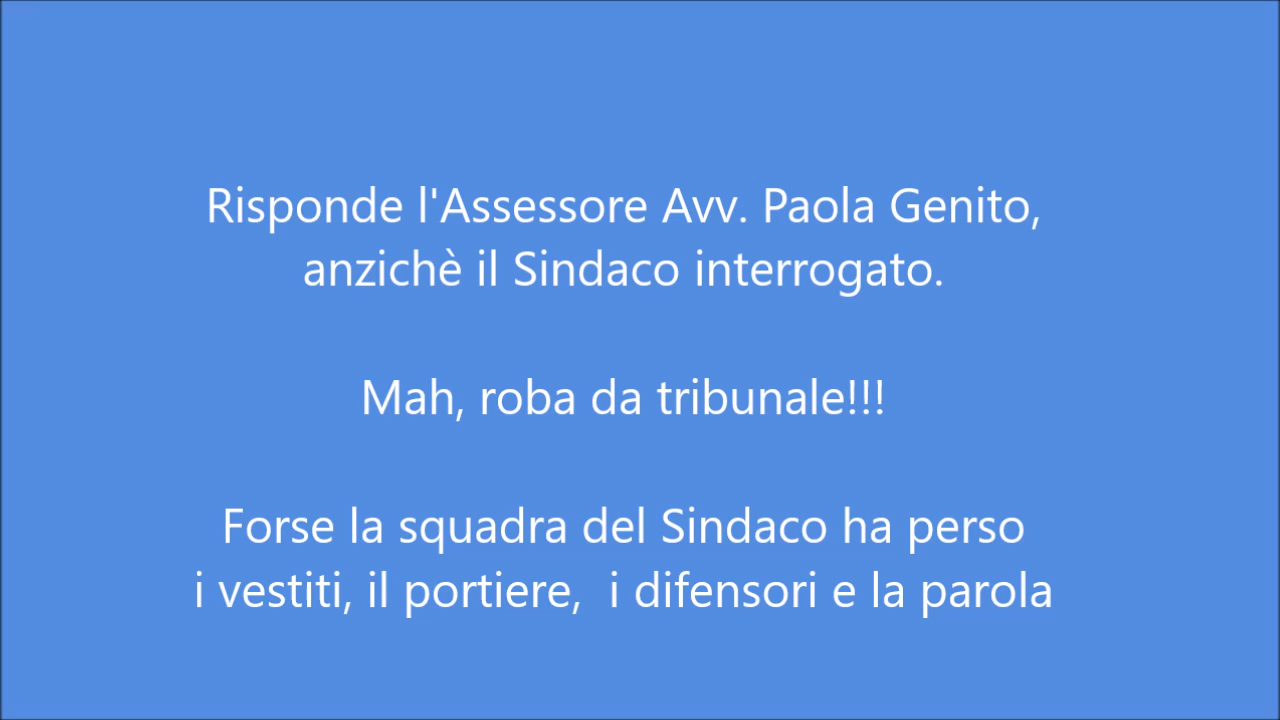 Risponde l'Assessore Avv. Paola Genito,
anzichè il Sindaco interrogato.
Mah, roba da tribunale!!!
Forse la squadra del Sindaco ha perso
i vestiti, il portiere,  i difensori e la parola